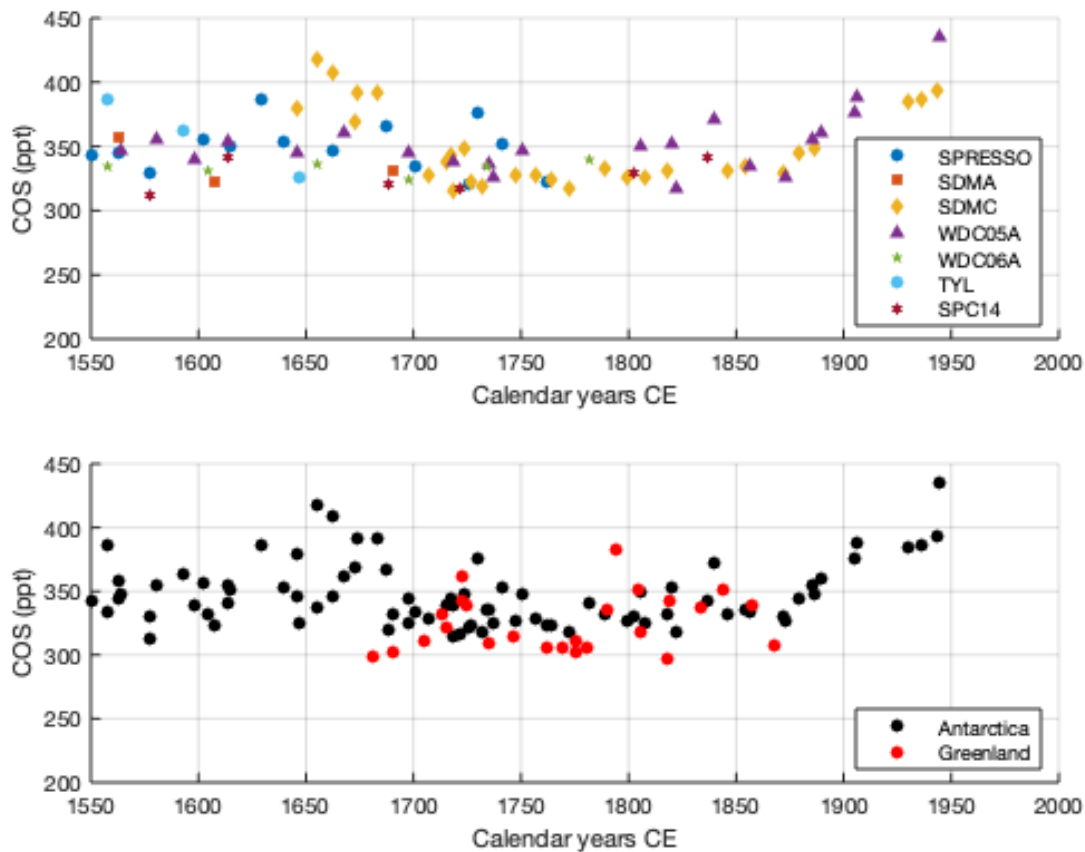 450
400
350
300
250
200
COS (ppt)
1550 1600 1650 1700 1750 1800 1850 1900 1950 2000
Calendar years CE
SPRESSO
SDMA
SDMC
WDC05A
WDC06A
TYL
SPC14
450
400
350
300
250
200
COS (ppt)
1550 1600 1650 1700 1750 1800 1850 1900 1950 2000
Calendar years CE
Antarctica
Greenland